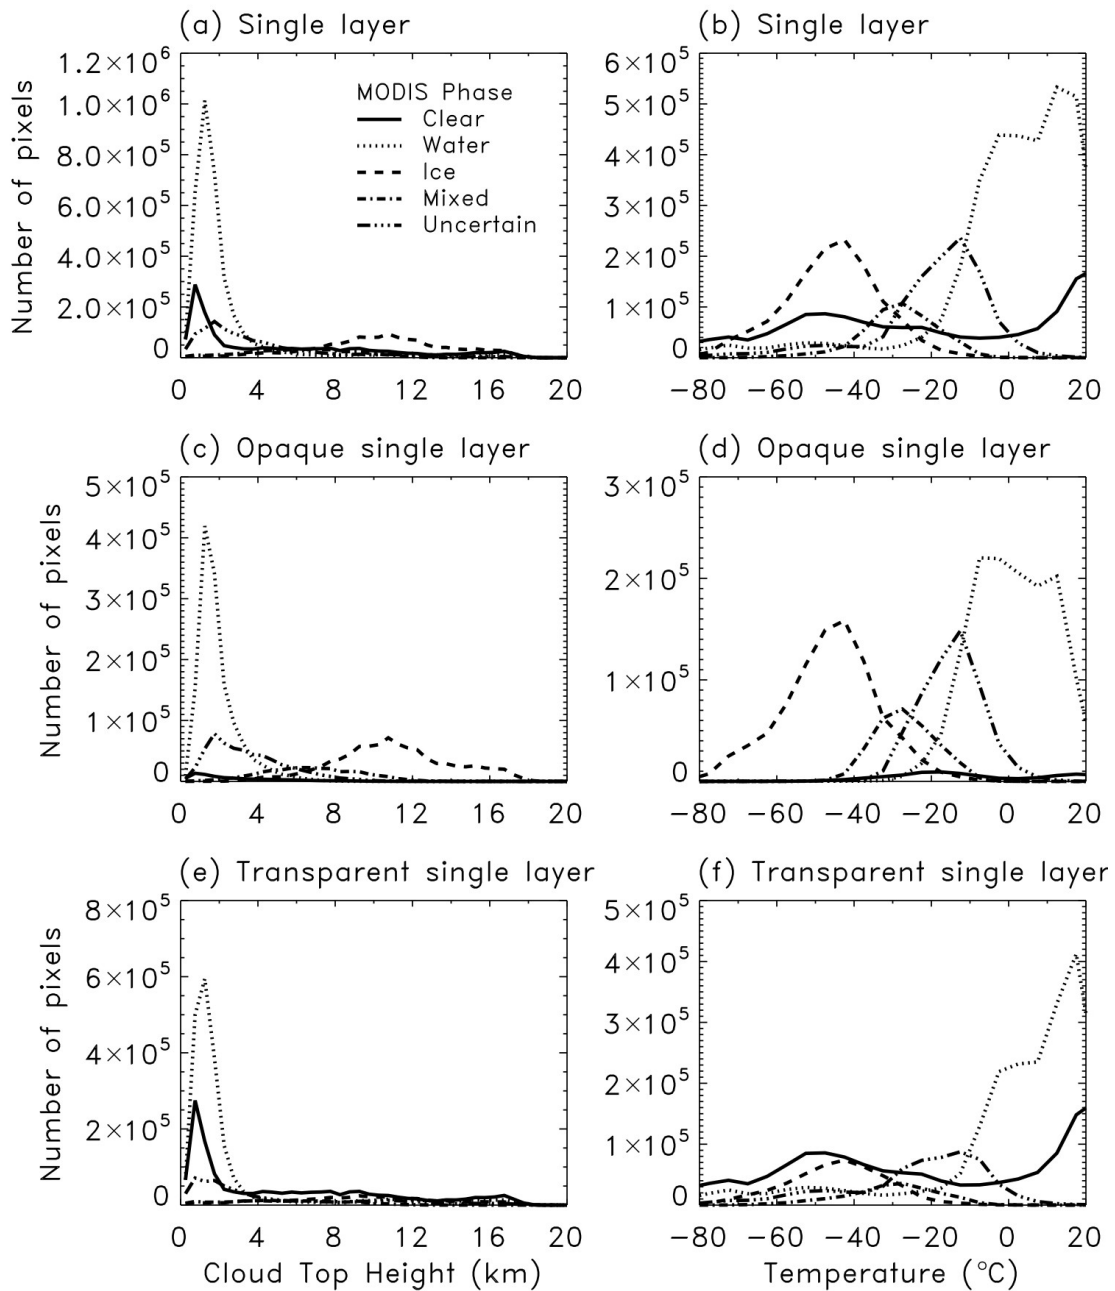 (a) Single layer
Number of pixels
1.2×10⁶
1.0×10⁶
8.0×10⁵
6.0×10⁵
4.0×10⁵
2.0×10⁵
0
MODIS Phase
Clear
Water
Ice
Mixed
Uncertain
0 4 8 12 16 20
(b) Single layer
6×10⁵
5×10⁵
4×10⁵
3×10⁵
2×10⁵
1×10⁵
0
−80 −60 −40 −20 0 20
(c) Opaque single layer
Number of pixels
5×10⁵
4×10⁵
3×10⁵
2×10⁵
1×10⁵
0
0 4 8 12 16 20
(d) Opaque single layer
3×10⁵
2×10⁵
1×10⁵
0
−80 −60 −40 −20 0 20
(e) Transparent single layer
Number of pixels
8×10⁵
6×10⁵
4×10⁵
2×10⁵
0
0 4 8 12 16 20
Cloud Top Height (km)
(f) Transparent single layer
5×10⁵
4×10⁵
3×10⁵
2×10⁵
1×10⁵
0
−80 −60 −40 −20 0 20
Temperature (°C)